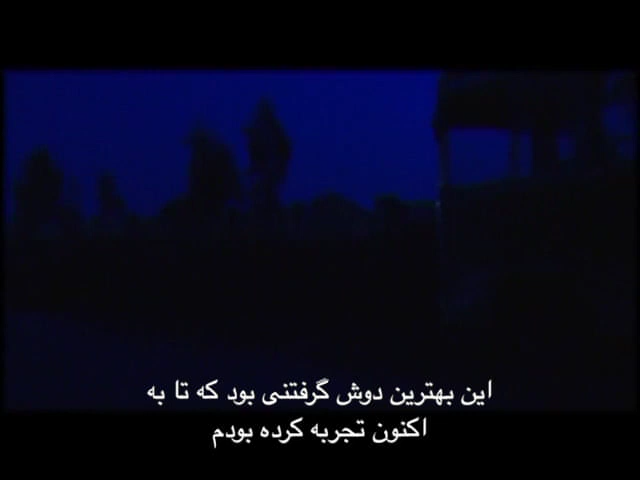 این بهترین دوش گرفتنی بود که تا به
اکنون تجربه کرده بودم